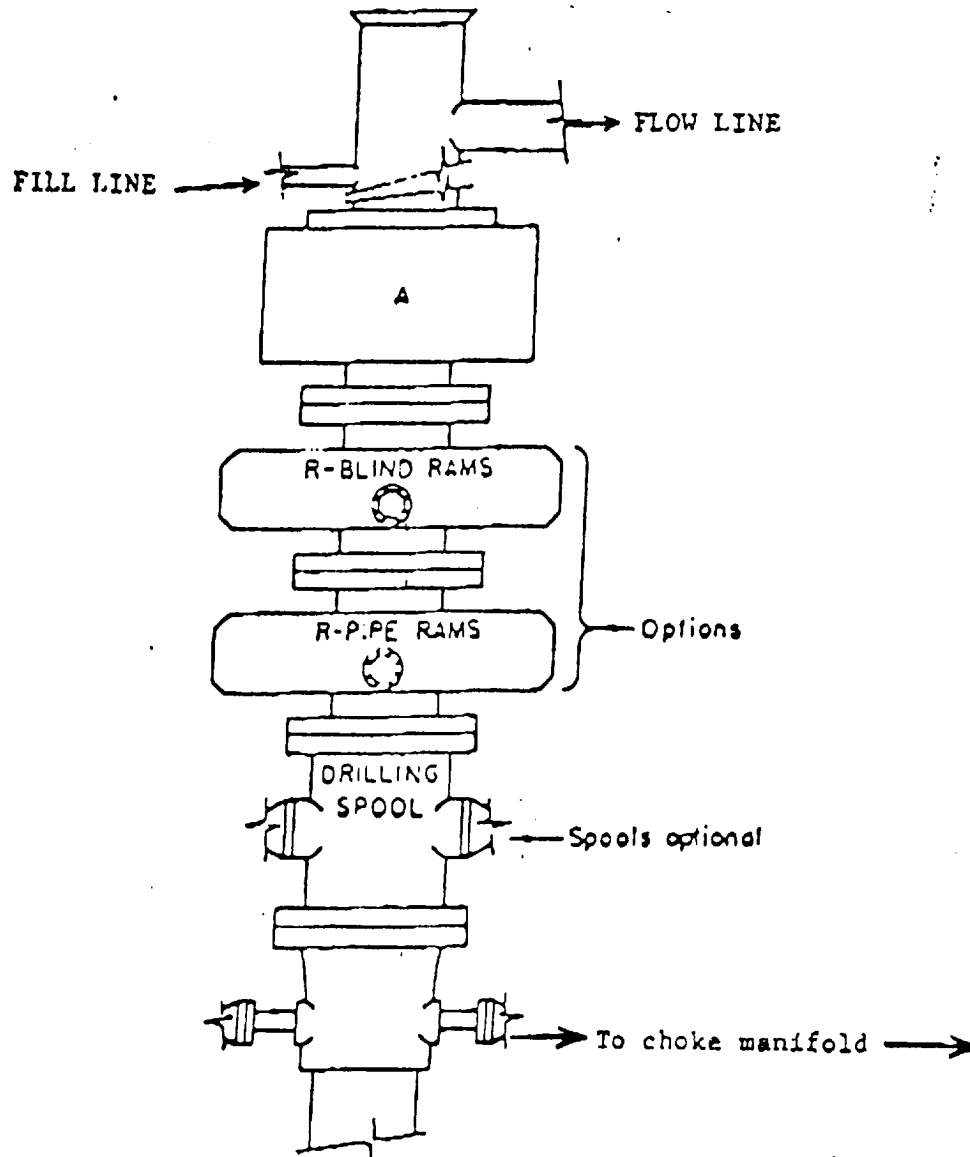 FLOW LINE
FILL LINE
A
R-BLIND RAMS
R-PIPE RAMS
Options
DRILLING
SPOOL
Spools optional
To choke manifold